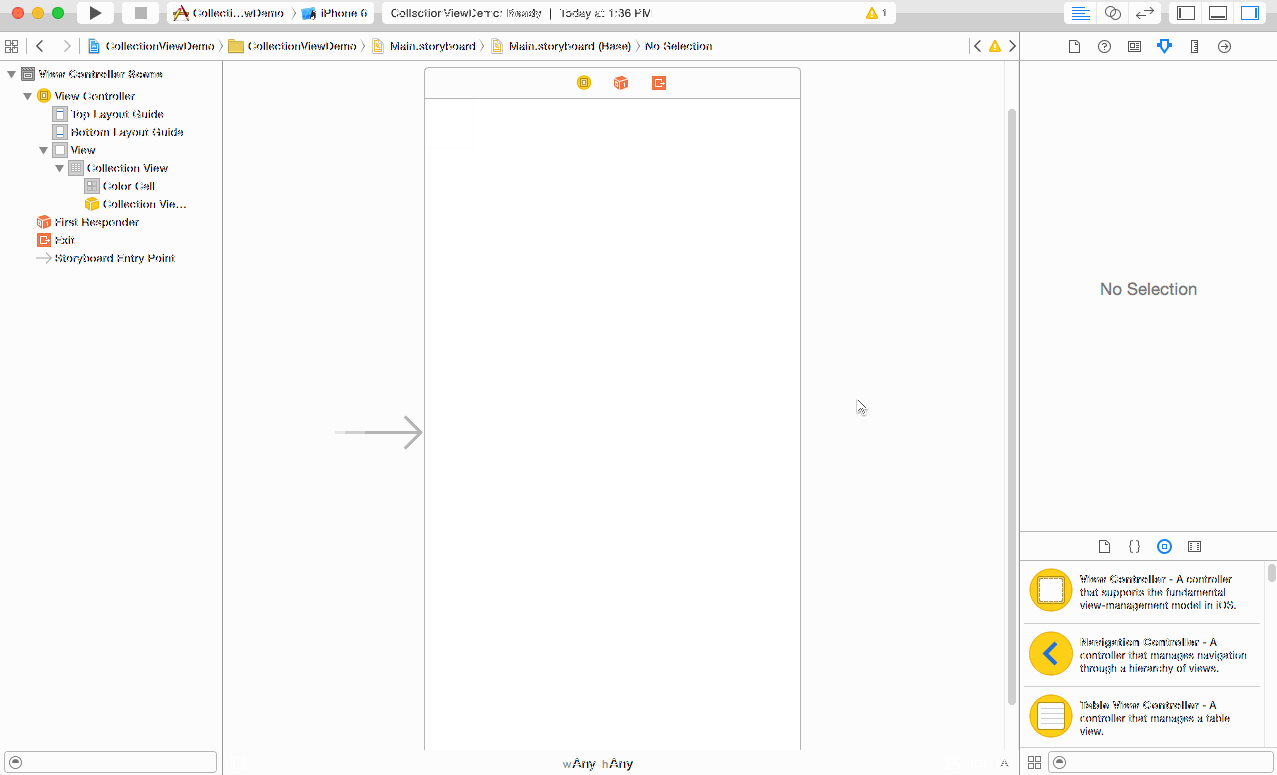 Collecti...wDemo › iPhone 6
CollectionViewDemo: Ready | Today at 1:36 PM
1
CollectionViewDemo › CollectionViewDemo › Main.storyboard › Main.storyboard (Base) › No Selection
View Controller Scene
View Controller
Top Layout Guide
Bottom Layout Guide
View
Collection View
Color Cell
Collection Vie...
First Responder
Exit
Storyboard Entry Point
wAny hAny
No Selection
View Controller - A controller
that supports the fundamental
view-management model in iOS.
Navigation Controller - A
controller that manages navigation
through a hierarchy of views.
Table View Controller - A
controller that manages a table
view.